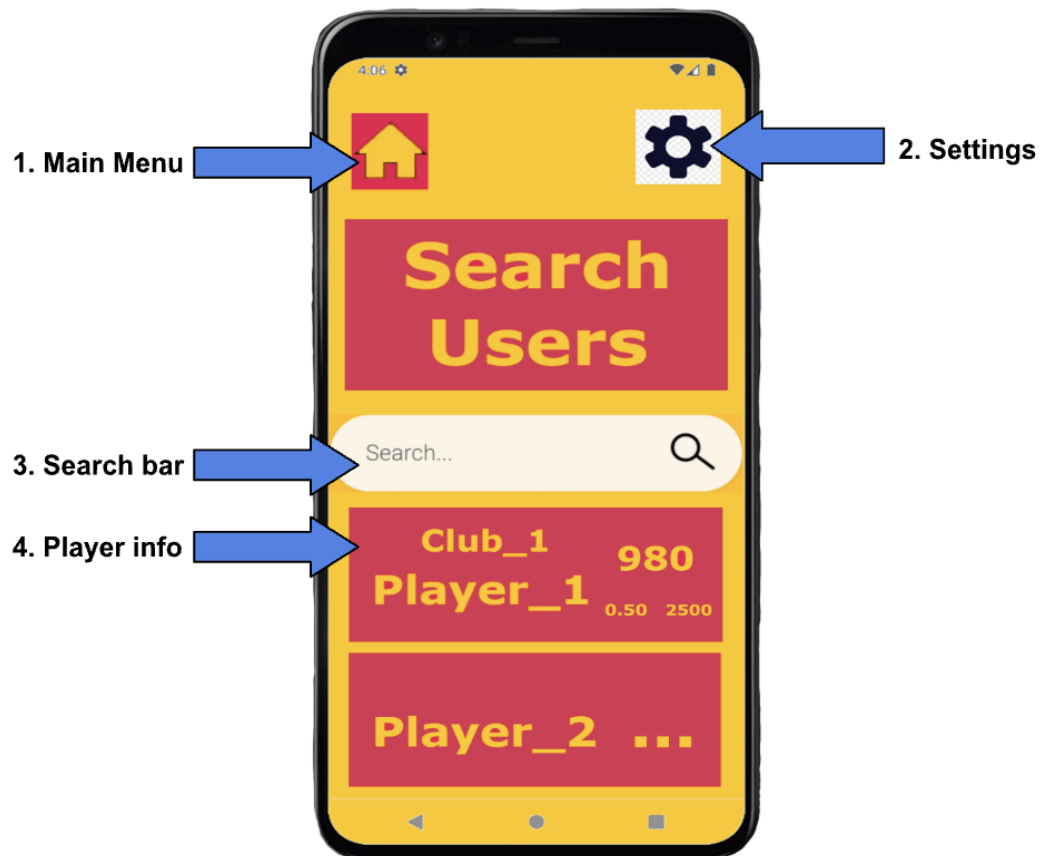 4:06
1. Main Menu
2. Settings
Search
Users
3. Search bar
Search...
4. Player info
Club_1
980
Player_1
0.50 2500
Player_2 ...